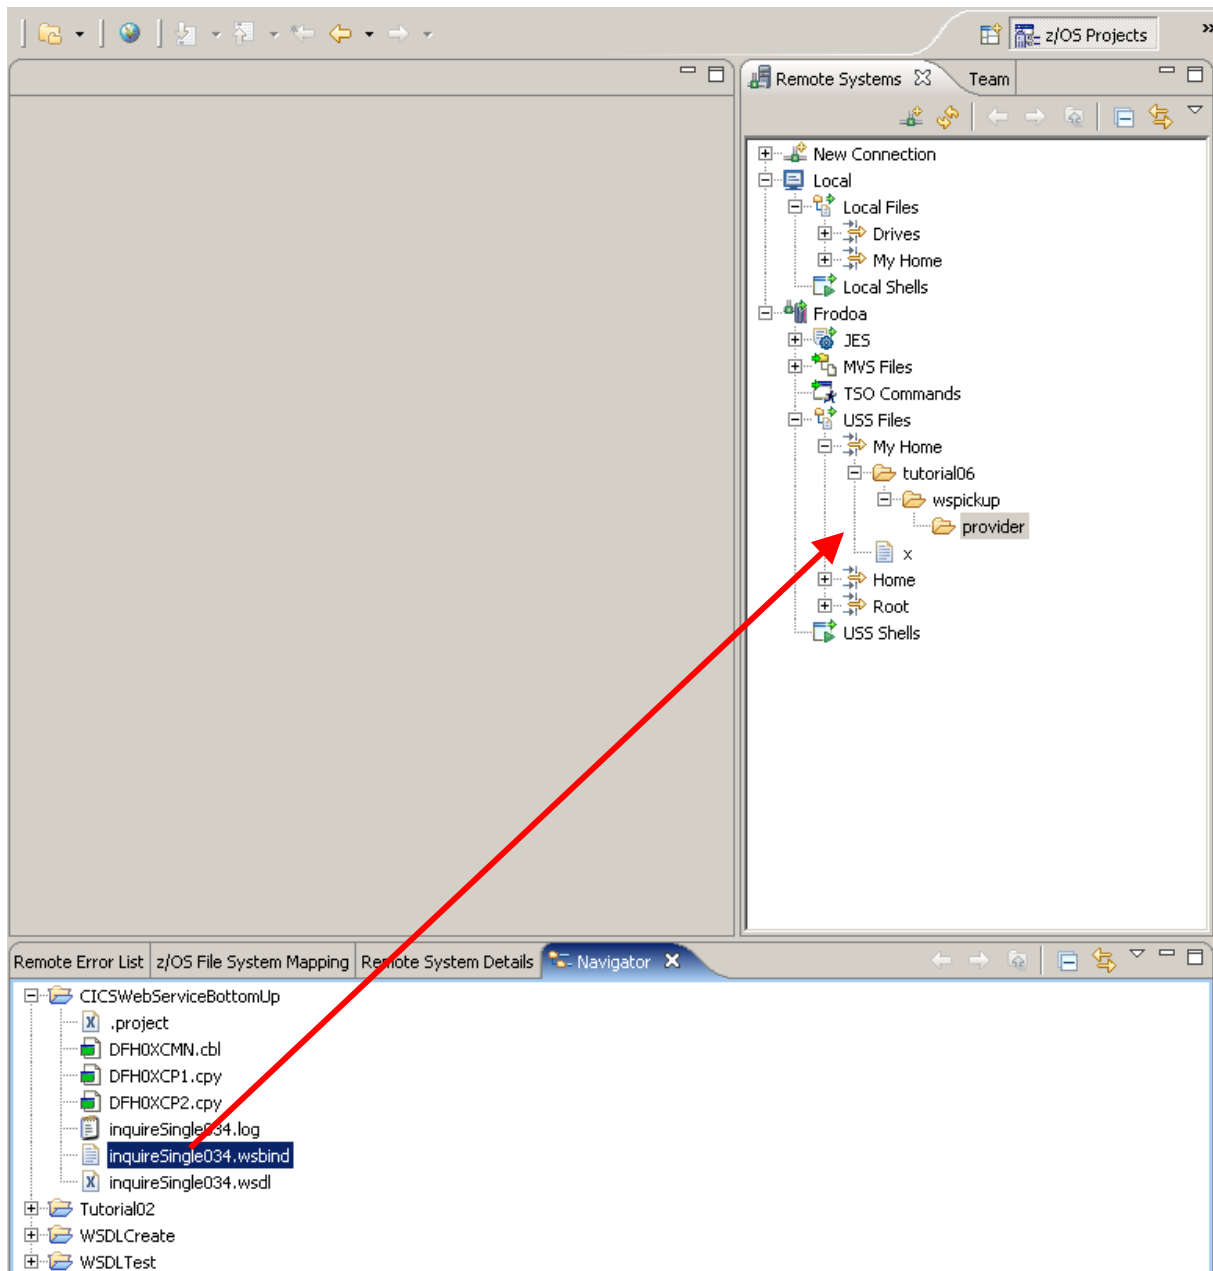 z/OS Projects
Remote Systems
Team
New Connection
Local
Local Files
Drives
My Home
Local Shells
Frodoa
JES
MVS Files
TSO Commands
USS Files
My Home
tutorial06
wspickup
provider
x
Home
Root
USS Shells
Remote Error List
z/OS File System Mapping
Remote System Details
Navigator
CICSWebServiceBottomUp
.project
DFH0XCMN.cbl
DFH0XCP1.cpy
DFH0XCP2.cpy
inquireSingle034.log
inquireSingle034.wsbind
inquireSingle034.wsdl
Tutorial02
WSDLCreate
WSDLTest